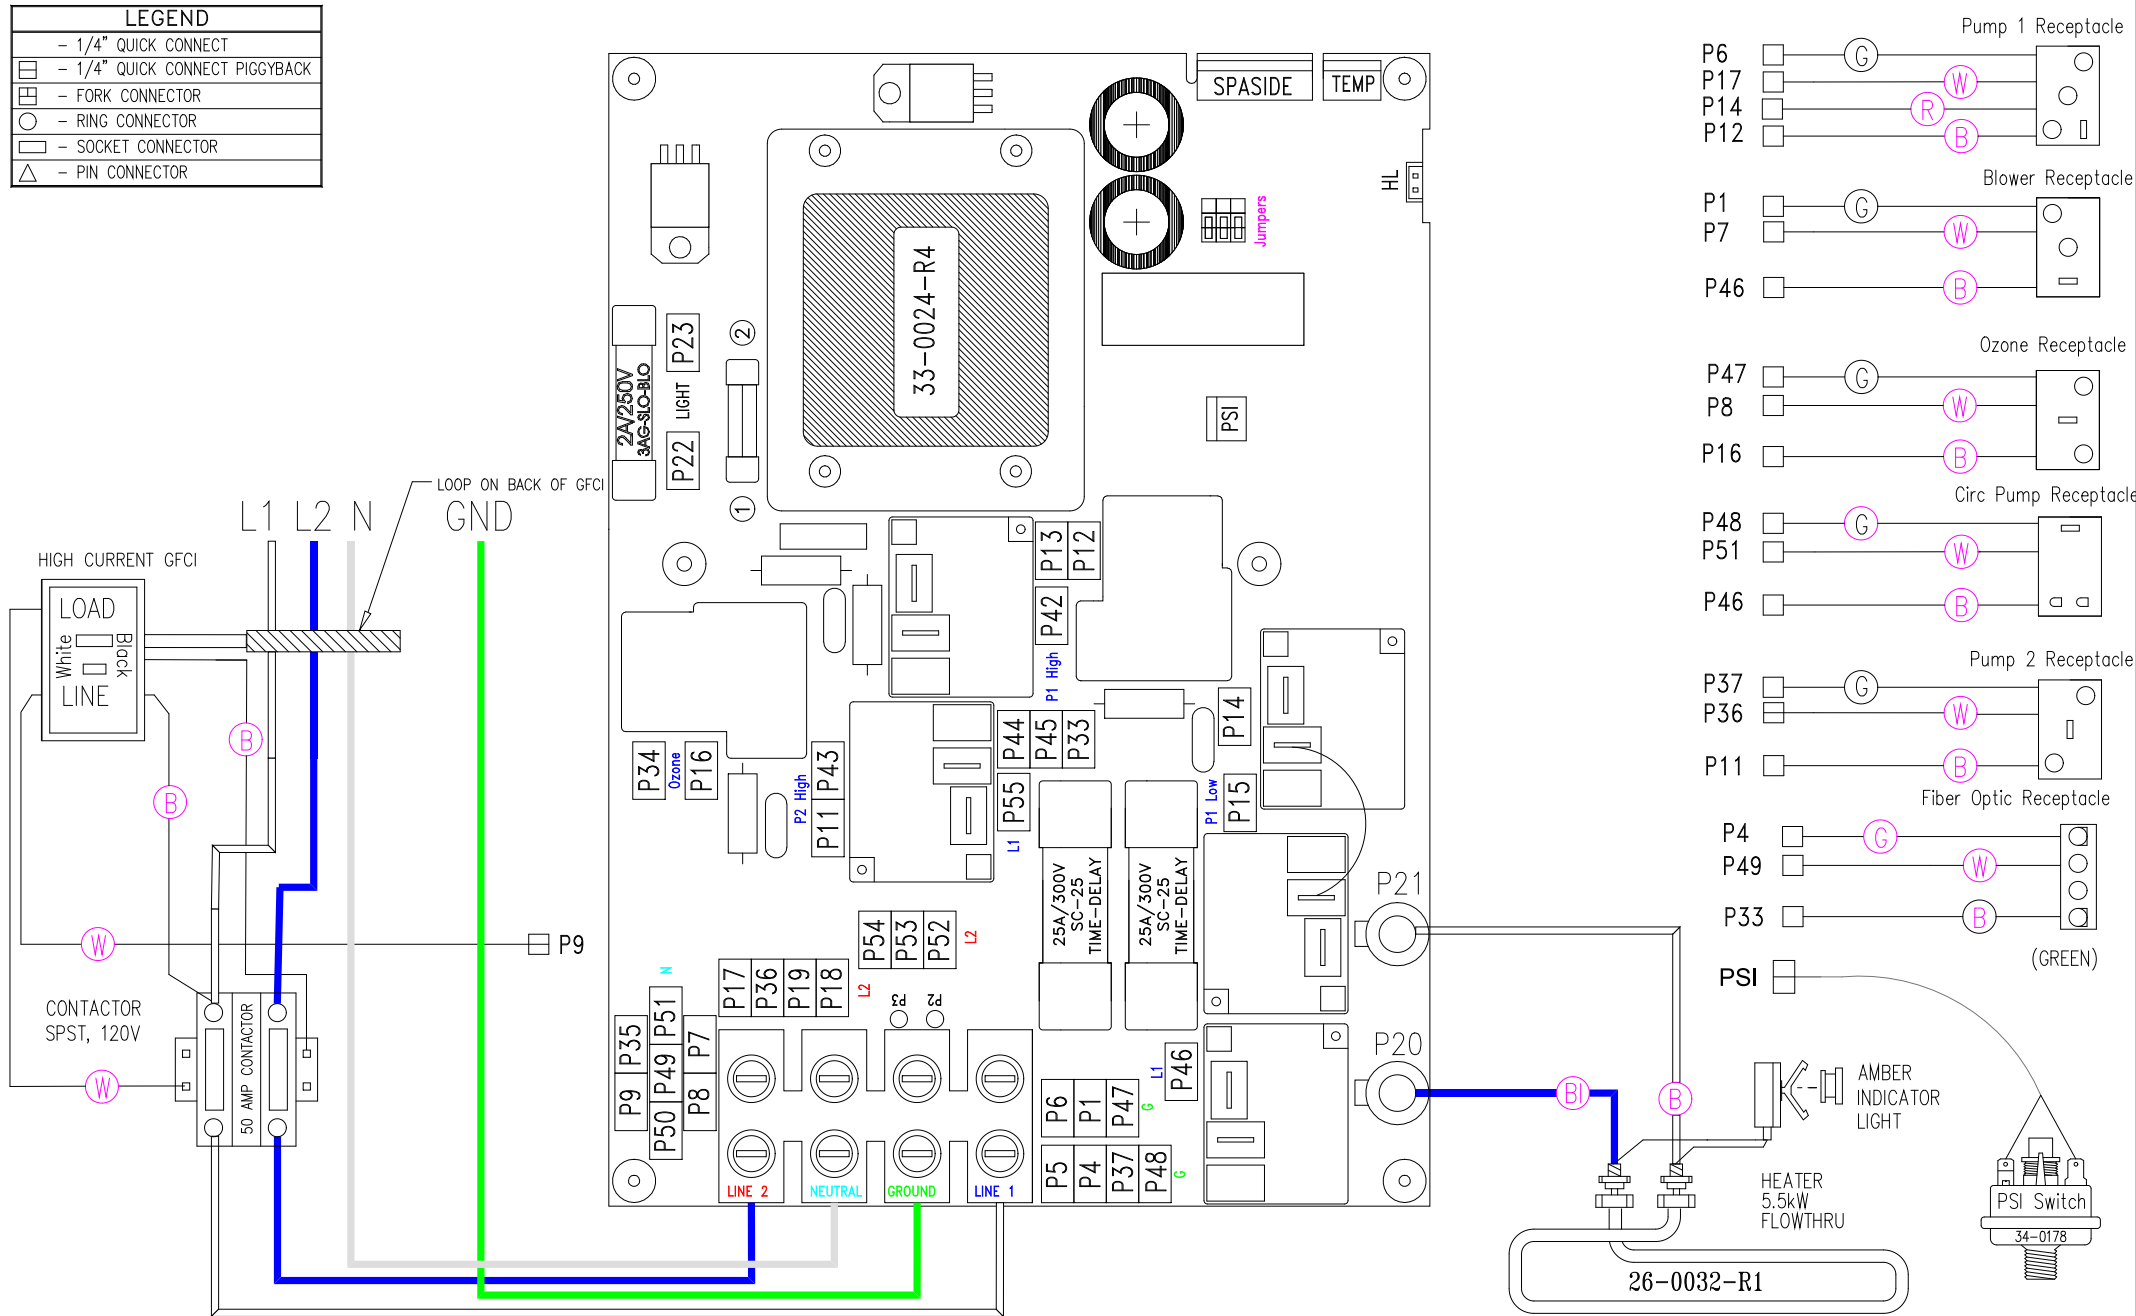 LEGEND
- 1/4" QUICK CONNECT
- 1/4" QUICK CONNECT PIGGYBACK
- FORK CONNECTOR
- RING CONNECTOR
- SOCKET CONNECTOR
- PIN CONNECTOR
L1 L2 N GND
LOOP ON BACK OF GFCI
HIGH CURRENT GFCI
LOAD
White
Black
LINE
B
B
W
P9
CONTACTOR
SPST, 120V
W
50 AMP CONTACTOR
SPASIDE
TEMP
HL
Jumpers
33-0024-R4
2A/250V
3AG-SLO-BLO
P23
LIGHT
P22
2
1
PSI
P13
P12
P42
P1 High
P44
P45
P33
P55
L1
P14
P1 Low
P15
P34
Ozone
P16
P2 High
P43
P11
25A/300V
SC-25
TIME-DELAY
25A/300V
SC-25
TIME-DELAY
P54
P53
P52
L2
P17
P36
P19
P18
L2
P3
P2
N
P35
P51
P7
P9
P49
P8
P50
P21
P20
L1
P46
P6
P1
P47
G
P5
P4
P37
P48
G
LINE 2
NEUTRAL
GROUND
LINE 1
Pump 1 Receptacle
P6 G
P17 W
P14 R
P12 B
Blower Receptacle
P1 G
P7 W
P46 B
Ozone Receptacle
P47 G
P8 W
P16 B
Circ Pump Receptacle
P48 G
P51 W
P46 B
Pump 2 Receptacle
P37 G
P36 W
P11 B
Fiber Optic Receptacle
P4 G
P49 W
P33 B
(GREEN)
PSI
BI
B
AMBER
INDICATOR
LIGHT
HEATER
5.5kW
FLOWTHRU
26-0032-R1
PSI Switch
34-0178